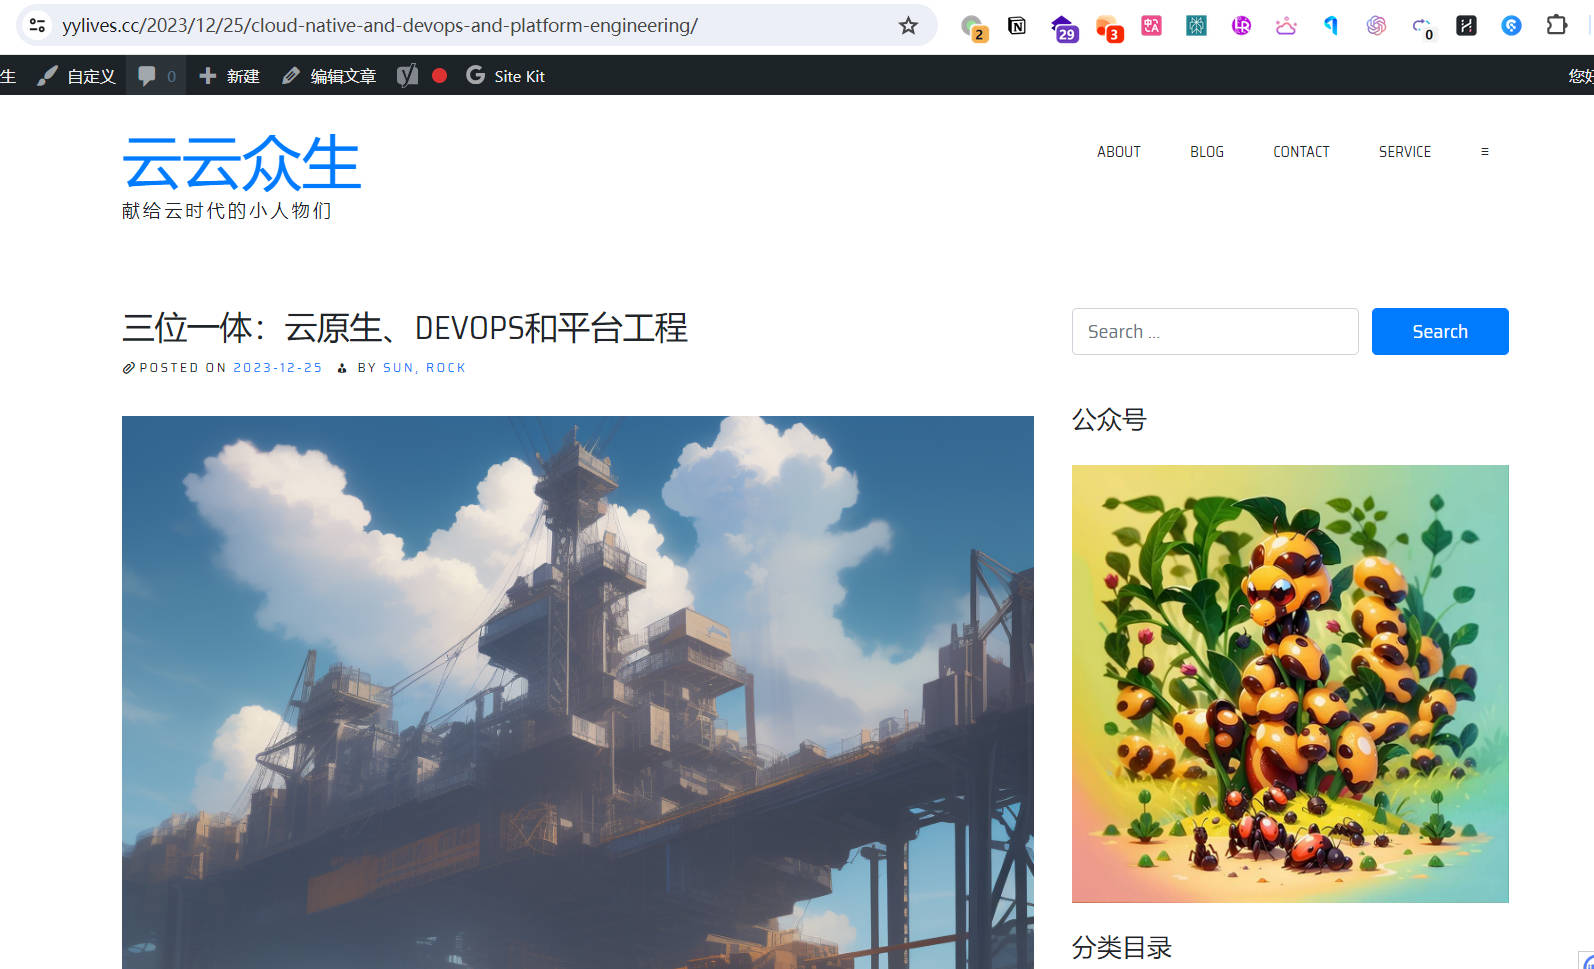 yylives.cc/2023/12/25/cloud-native-and-devops-and-platform-engineering/
2
29
3
0
生 自定义 0 新建 编辑文章 Site Kit 您好
云云众生
献给云时代的小人物们
ABOUT BLOG CONTACT SERVICE
三位一体：云原生、DEVOPS和平台工程
POSTED ON 2023-12-25 BY SUN, ROCK
Search ... Search
公众号
分类目录